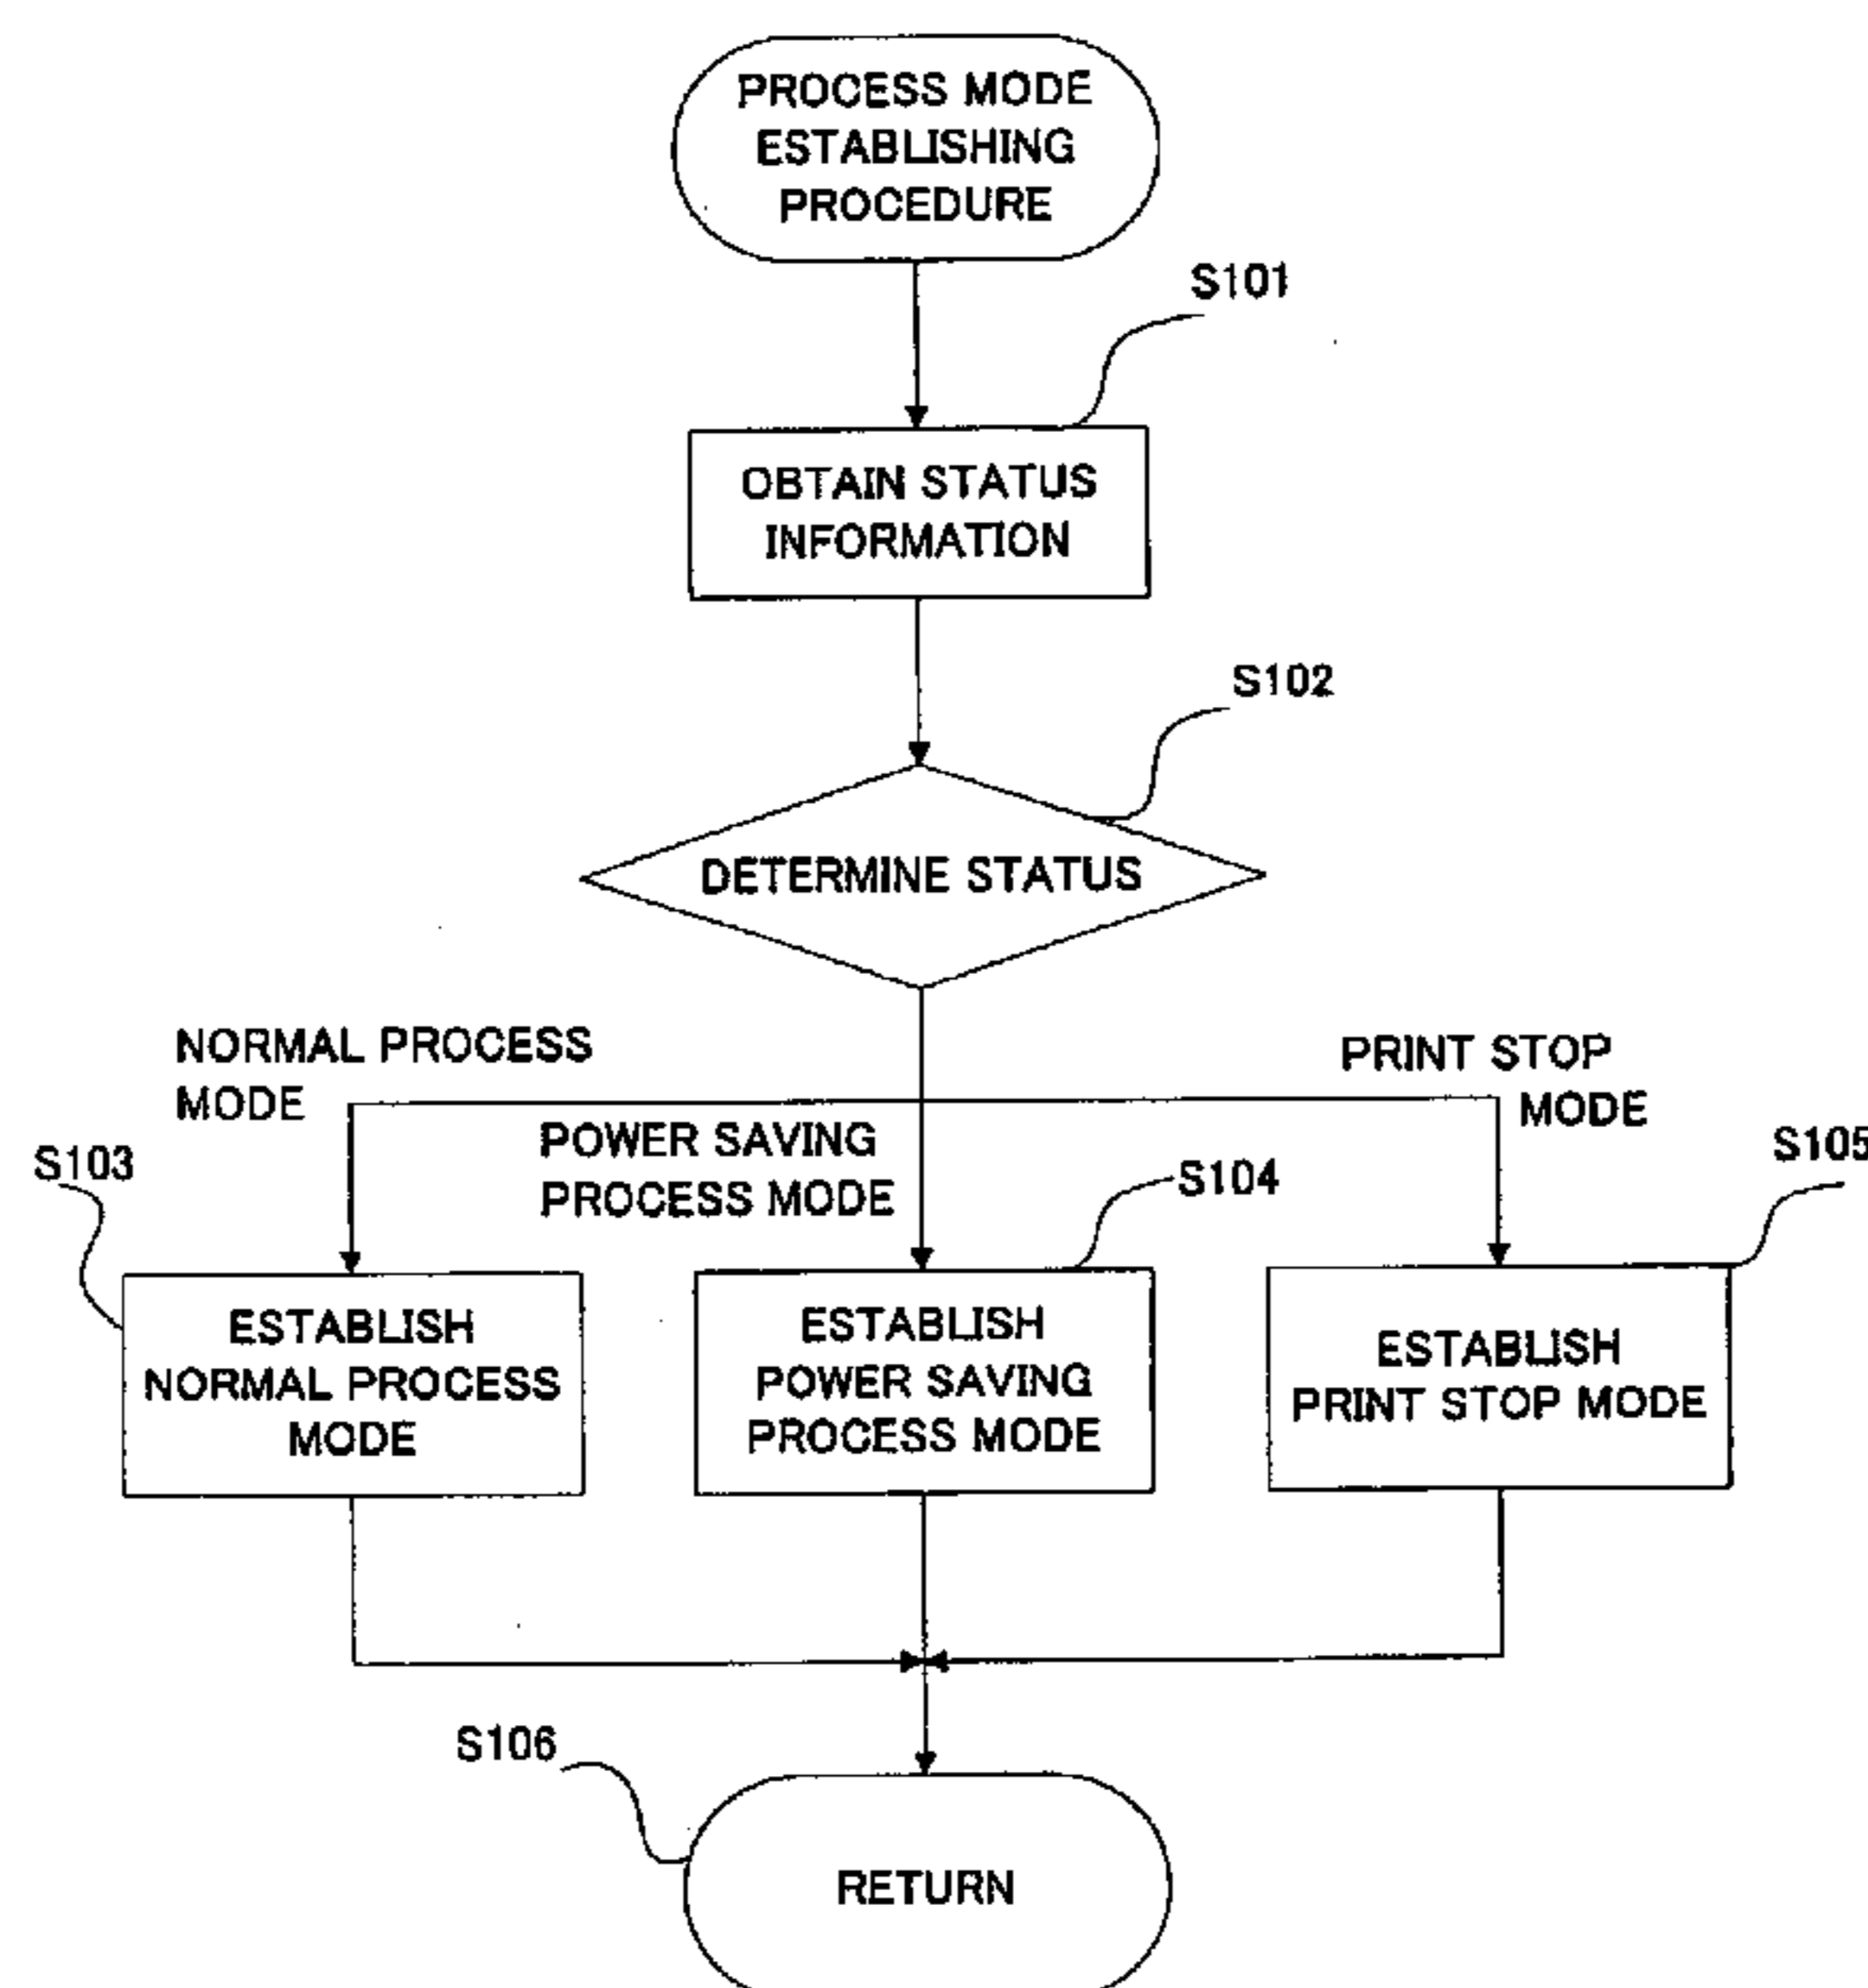 PROCESS MODE
ESTABLISHING
PROCEDURE
S101
OBTAIN STATUS
INFORMATION
S102
DETERMINE STATUS
NORMAL PROCESS
MODE
PRINT STOP
MODE
POWER SAVING
PROCESS MODE
S103
S104
S105
ESTABLISH
NORMAL PROCESS
MODE
ESTABLISH
POWER SAVING
PROCESS MODE
ESTABLISH
PRINT STOP MODE
S106
RETURN